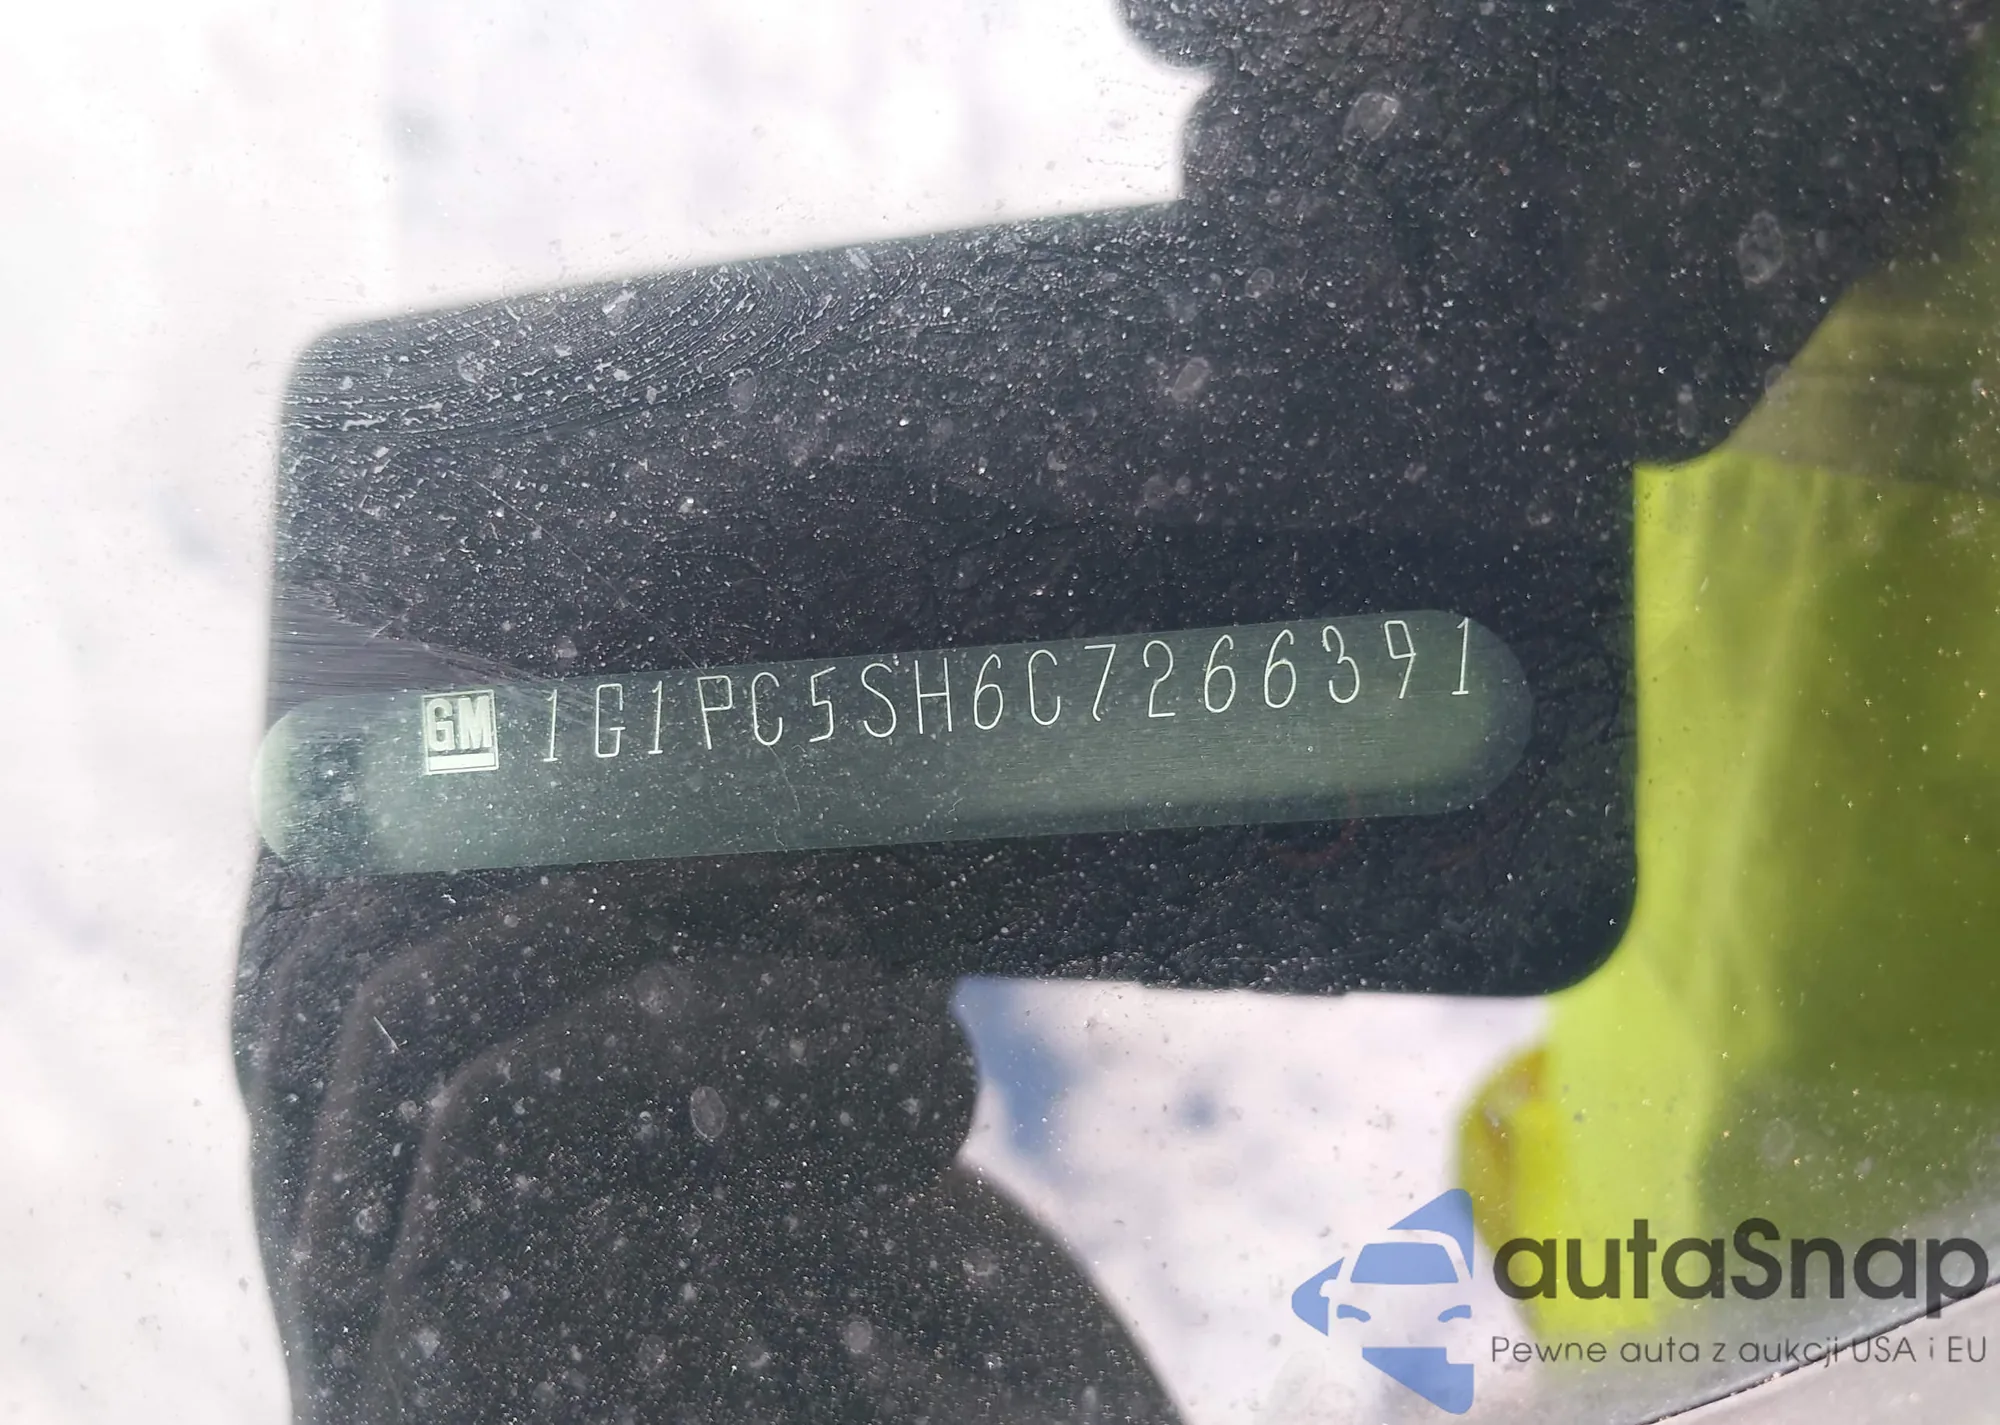 GM 1G1PC5SH6C7266391
autaSnap
Pewne auta z aukcji USA i EU